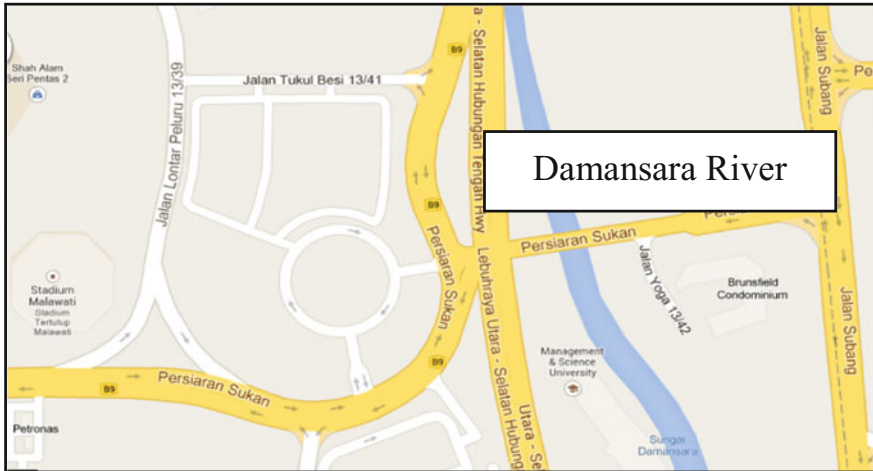 Shah Alam
Seri Pentas 2
Jalan Lontar Peluru 13/39
Jalan Tukul Besi 13/41
B9
a - Selatan Hubungan Tengah Hwy
Jalan Subang
Damansara River
B9
Persiaran Sukan
Lebuhraya Utara - Selatan Hubung
Persiaran Sukan
Jalan Yoga 13/42
Brunsfield
Condominium
Stadium
Malawati
Stadium
Tertutup
Malawati
Jalan Subang
Management
& Science
University
B9
B9
Persiaran Sukan
Utara - Se
Petronas
Sungai
Damansara